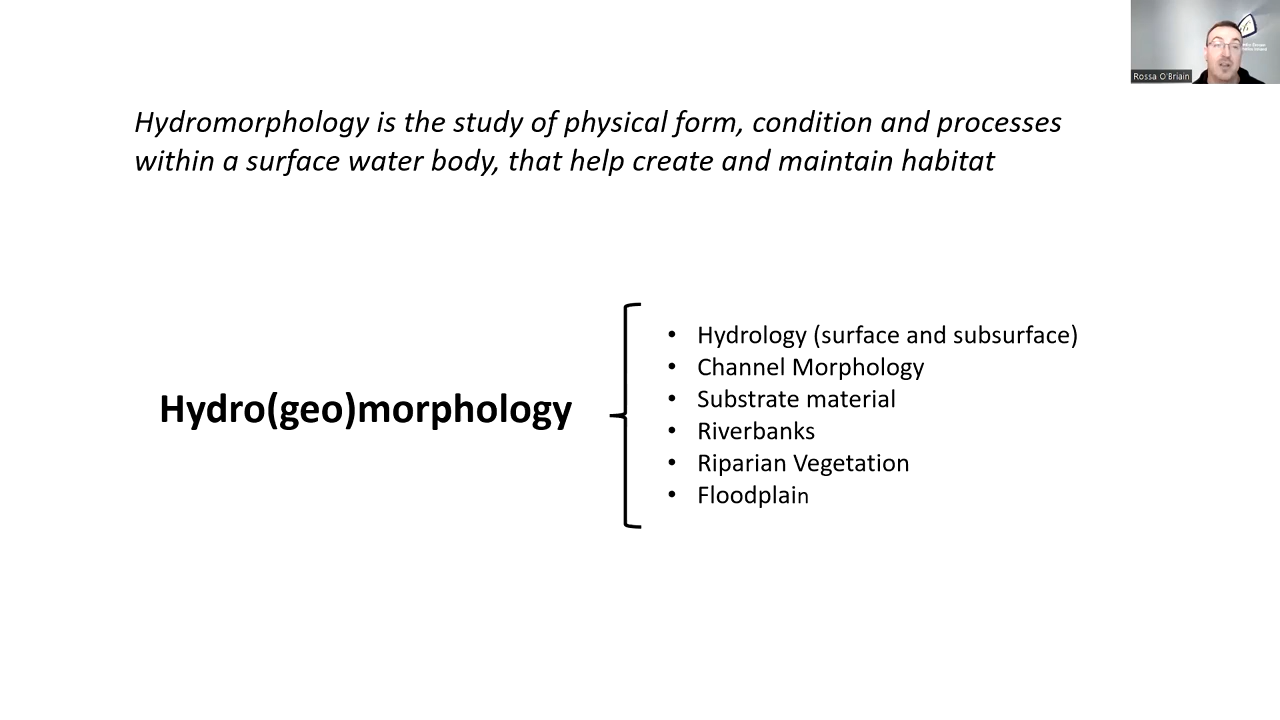 Hydromorphology is the study of physical form, condition and processes
within a surface water body, that help create and maintain habitat
Hydro(geo)morphology
• Hydrology (surface and subsurface)
• Channel Morphology
• Substrate material
• Riverbanks
• Riparian Vegetation
• Floodplain
Rossa O'Briain